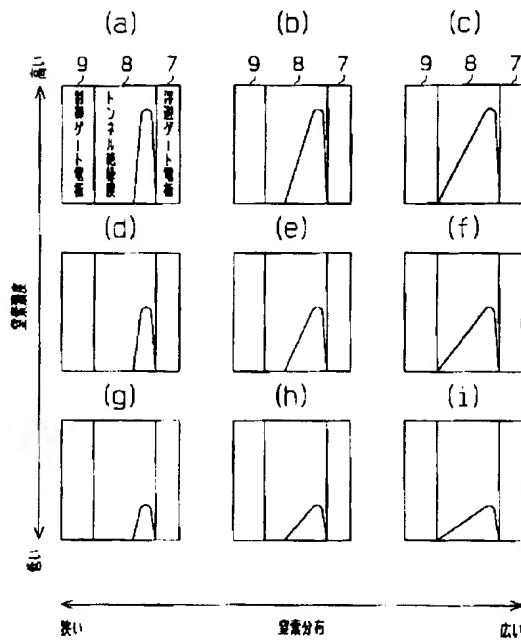 (a) (b) (c)
9 8 7 9 8 7 9 8 7
高い
制御ゲート電極
トンネル絶縁膜
浮遊ゲート電極
(d) (e) (f)
窒素濃度
(g) (h) (i)
低い
狭い 窒素分布 広い